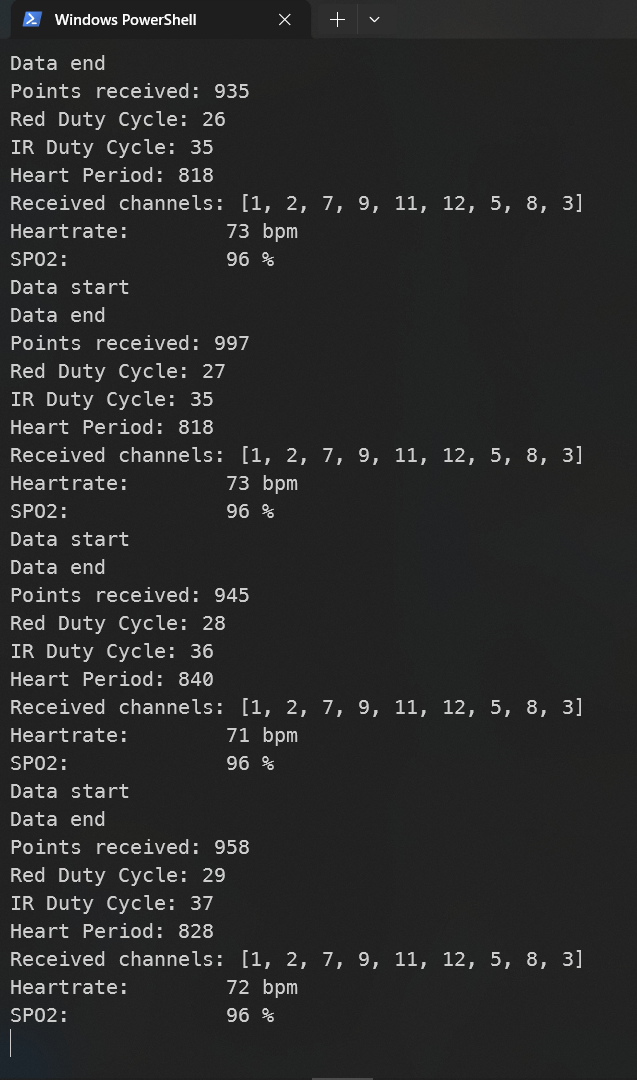 Windows PowerShell
Data end
Points received: 935
Red Duty Cycle: 26
IR Duty Cycle: 35
Heart Period: 818
Received channels: [1, 2, 7, 9, 11, 12, 5, 8, 3]
Heartrate:        73 bpm
SPO2:             96 %
Data start
Data end
Points received: 997
Red Duty Cycle: 27
IR Duty Cycle: 35
Heart Period: 818
Received channels: [1, 2, 7, 9, 11, 12, 5, 8, 3]
Heartrate:        73 bpm
SPO2:             96 %
Data start
Data end
Points received: 945
Red Duty Cycle: 28
IR Duty Cycle: 36
Heart Period: 840
Received channels: [1, 2, 7, 9, 11, 12, 5, 8, 3]
Heartrate:        71 bpm
SPO2:             96 %
Data start
Data end
Points received: 958
Red Duty Cycle: 29
IR Duty Cycle: 37
Heart Period: 828
Received channels: [1, 2, 7, 9, 11, 12, 5, 8, 3]
Heartrate:        72 bpm
SPO2:             96 %